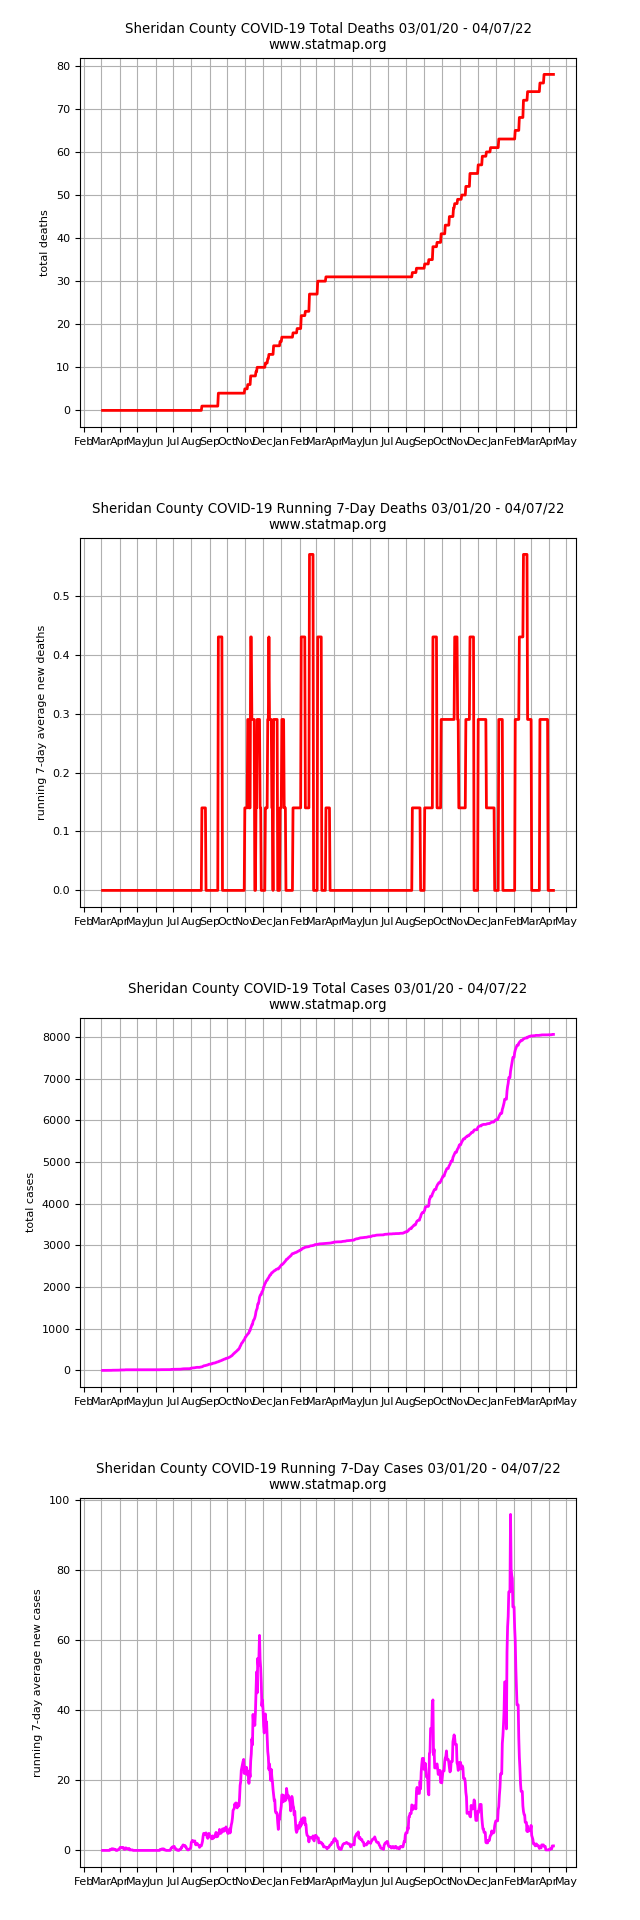 Sheridan County COVID-19 Total Deaths 03/01/20 - 04/07/22
www.statmap.org
80
70
60
50
40
30
20
10
0
total deaths
Feb Mar Apr May Jun Jul Aug Sep Oct Nov Dec Jan Feb Mar Apr May Jun Jul Aug Sep Oct Nov Dec Jan Feb Mar Apr May
Sheridan County COVID-19 Running 7-Day Deaths 03/01/20 - 04/07/22
www.statmap.org
0.5
0.4
0.3
0.2
0.1
0.0
running 7-day average new deaths
Feb Mar Apr May Jun Jul Aug Sep Oct Nov Dec Jan Feb Mar Apr May Jun Jul Aug Sep Oct Nov Dec Jan Feb Mar Apr May
Sheridan County COVID-19 Total Cases 03/01/20 - 04/07/22
www.statmap.org
8000
7000
6000
5000
4000
3000
2000
1000
0
total cases
Feb Mar Apr May Jun Jul Aug Sep Oct Nov Dec Jan Feb Mar Apr May Jun Jul Aug Sep Oct Nov Dec Jan Feb Mar Apr May
Sheridan County COVID-19 Running 7-Day Cases 03/01/20 - 04/07/22
www.statmap.org
100
80
60
40
20
0
running 7-day average new cases
Feb Mar Apr May Jun Jul Aug Sep Oct Nov Dec Jan Feb Mar Apr May Jun Jul Aug Sep Oct Nov Dec Jan Feb Mar Apr May